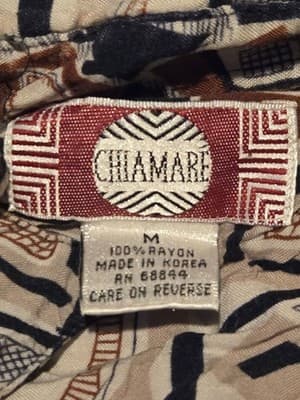 CHIAMARE
M
100% RAYON
MADE IN KOREA
RN 68844
CARE ON REVERSE